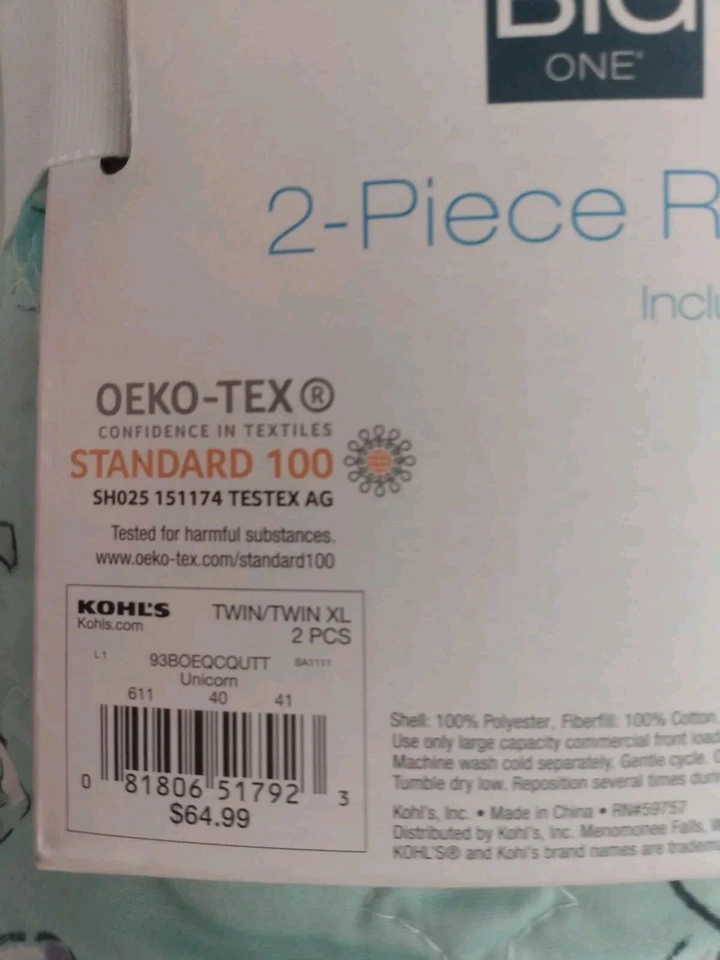 BIG
ONE®
2-Piece R
Inclu
OEKO-TEX®
CONFIDENCE IN TEXTILES
STANDARD 100
SH025 151174 TESTEX AG
Tested for harmful substances.
www.oeko-tex.com/standard100
KOHL'S TWIN/TWIN XL
Kohls.com 2 PCS
L1 93BOEQCQUTT SA1111
Unicorn
611 40 41
0 81806 51792 3
$64.99
Shell: 100% Polyester, Fiberfill: 100% Cotton,
Use only large capacity commercial front load
Machine wash cold separately. Gentle cycle.
Tumble dry low. Reposition several times duri
Kohl's, Inc. • Made in China • RN#59757
Distributed by Kohl's, Inc. Menomonee Falls, W
KOHL'S® and Kohl's brand names are tradem